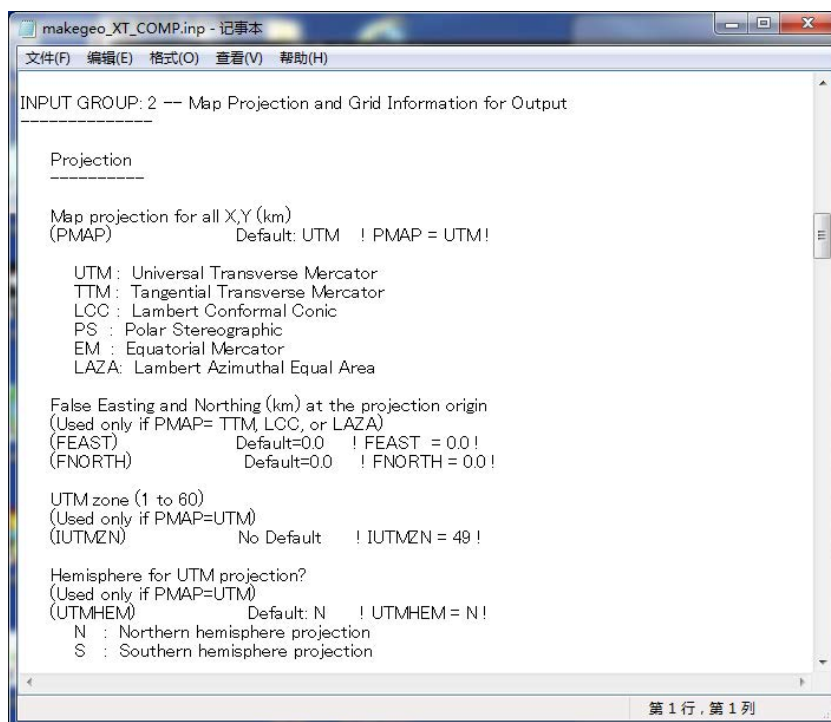 makegeo_XT_COMP.inp - 记事本
文件(F) 编辑(E) 格式(O) 查看(V) 帮助(H)
INPUT GROUP: 2 -- Map Projection and Grid Information for Output
--------------
Projection
----------
Map projection for all X,Y (km)
(PMAP) Default: UTM ! PMAP = UTM !
UTM : Universal Transverse Mercator
TTM : Tangential Transverse Mercator
LCC : Lambert Conformal Conic
PS : Polar Stereographic
EM : Equatorial Mercator
LAZA: Lambert Azimuthal Equal Area
False Easting and Northing (km) at the projection origin
(Used only if PMAP= TTM, LCC, or LAZA)
(FEAST) Default=0.0 ! FEAST = 0.0 !
(FNORTH) Default=0.0 ! FNORTH = 0.0 !
UTM zone (1 to 60)
(Used only if PMAP=UTM)
(IUTMZN) No Default ! IUTMZN = 49 !
Hemisphere for UTM projection?
(Used only if PMAP=UTM)
(UTMHEM) Default: N ! UTMHEM = N !
N : Northern hemisphere projection
S : Southern hemisphere projection
第 1 行，第 1 列